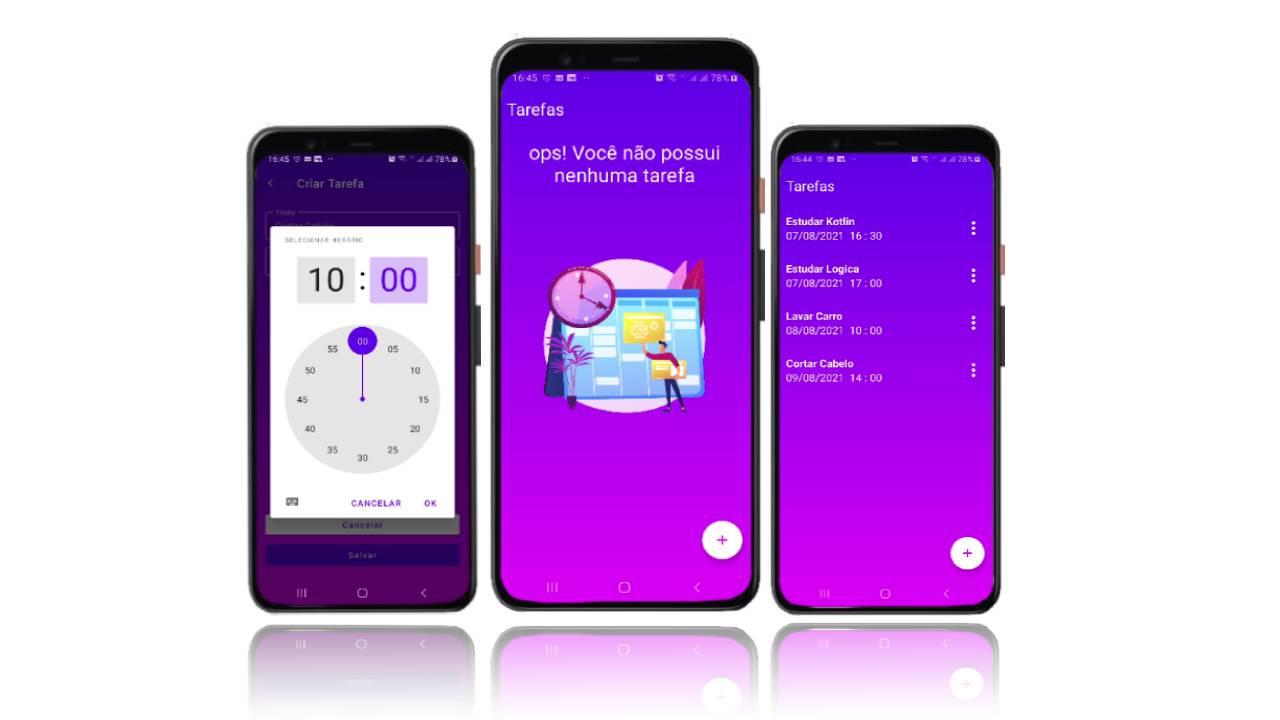 16:45
78%
Criar Tarefa
Título
Cortar Cabelo
SELECIONAR HORÁRIO
10 : 00
00
05
10
15
20
25
30
35
40
45
50
55
CANCELAR OK
Cancelar
Salvar
16:45
78%
Tarefas
ops! Você não possui
nenhuma tarefa
+
16:44
78%
Tarefas
Estudar Kotlin
07/08/2021 16 : 30
Estudar Logica
07/08/2021 17 : 00
Lavar Carro
08/08/2021 10 : 00
Cortar Cabelo
09/08/2021 14 : 00
+